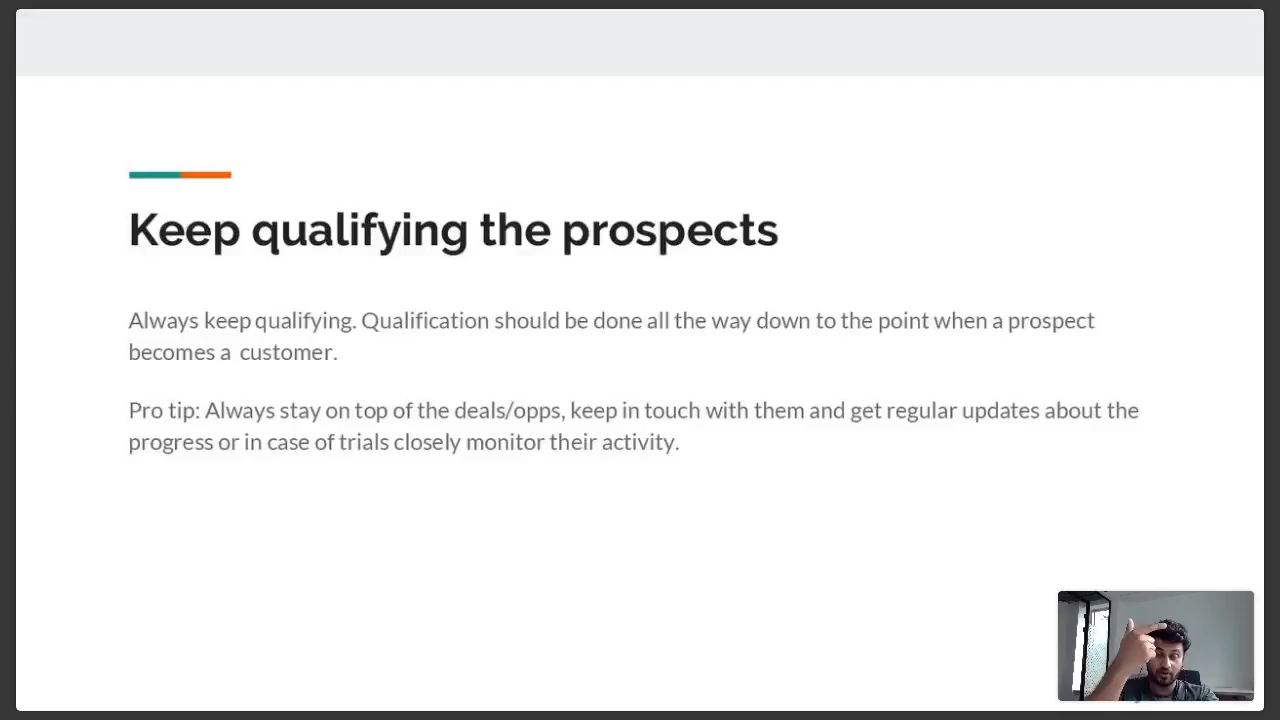 Keep qualifying the prospects
Always keep qualifying. Qualification should be done all the way down to the point when a prospect
becomes a customer.
Pro tip: Always stay on top of the deals/opps, keep in touch with them and get regular updates about the
progress or in case of trials closely monitor their activity.